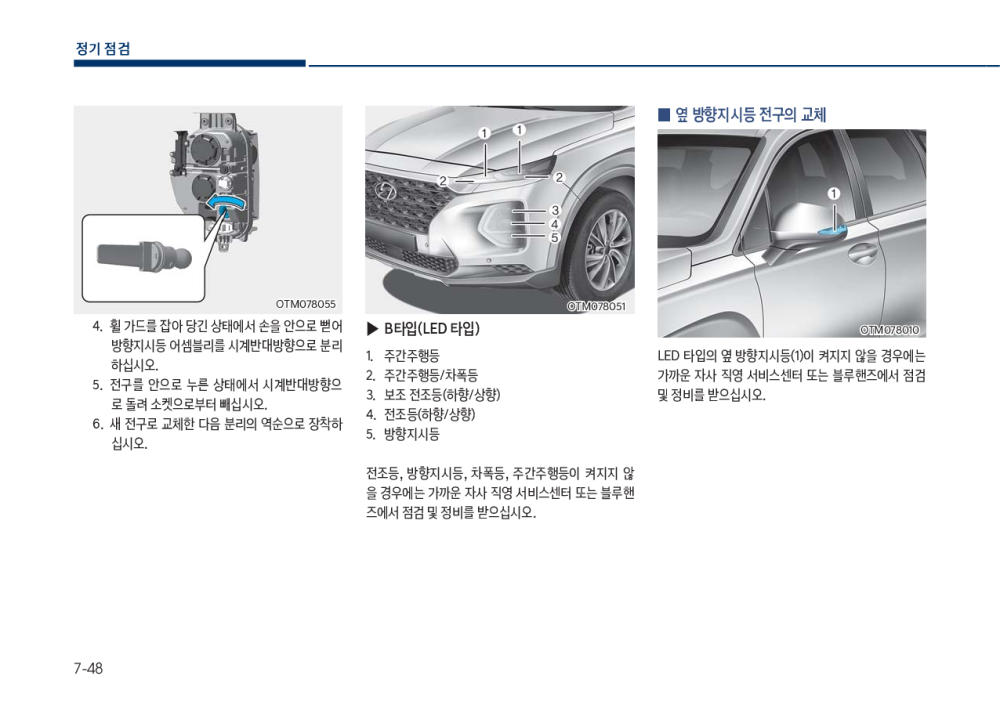 정기 점검
OTM078055
4. 휠 가드를 잡아 당긴 상태에서 손을 안으로 뻗어
방향지시등 어셈블리를 시계반대방향으로 분리
하십시오.
5. 전구를 안으로 누른 상태에서 시계반대방향으
로 돌려 소켓으로부터 빼십시오.
6. 새 전구로 교체한 다음 분리의 역순으로 장착하
십시오.
1 1
2 2
3
4
5
OTM078051
▶ B타입(LED 타입)
1. 주간주행등
2. 주간주행등/차폭등
3. 보조 전조등(하향/상향)
4. 전조등(하향/상향)
5. 방향지시등
전조등, 방향지시등, 차폭등, 주간주행등이 켜지지 않
을 경우에는 가까운 자사 직영 서비스센터 또는 블루핸
즈에서 점검 및 정비를 받으십시오.
■ 옆 방향지시등 전구의 교체
1
OTM078010
LED 타입의 옆 방향지시등(1)이 켜지지 않을 경우에는
가까운 자사 직영 서비스센터 또는 블루핸즈에서 점검
및 정비를 받으십시오.
7-48